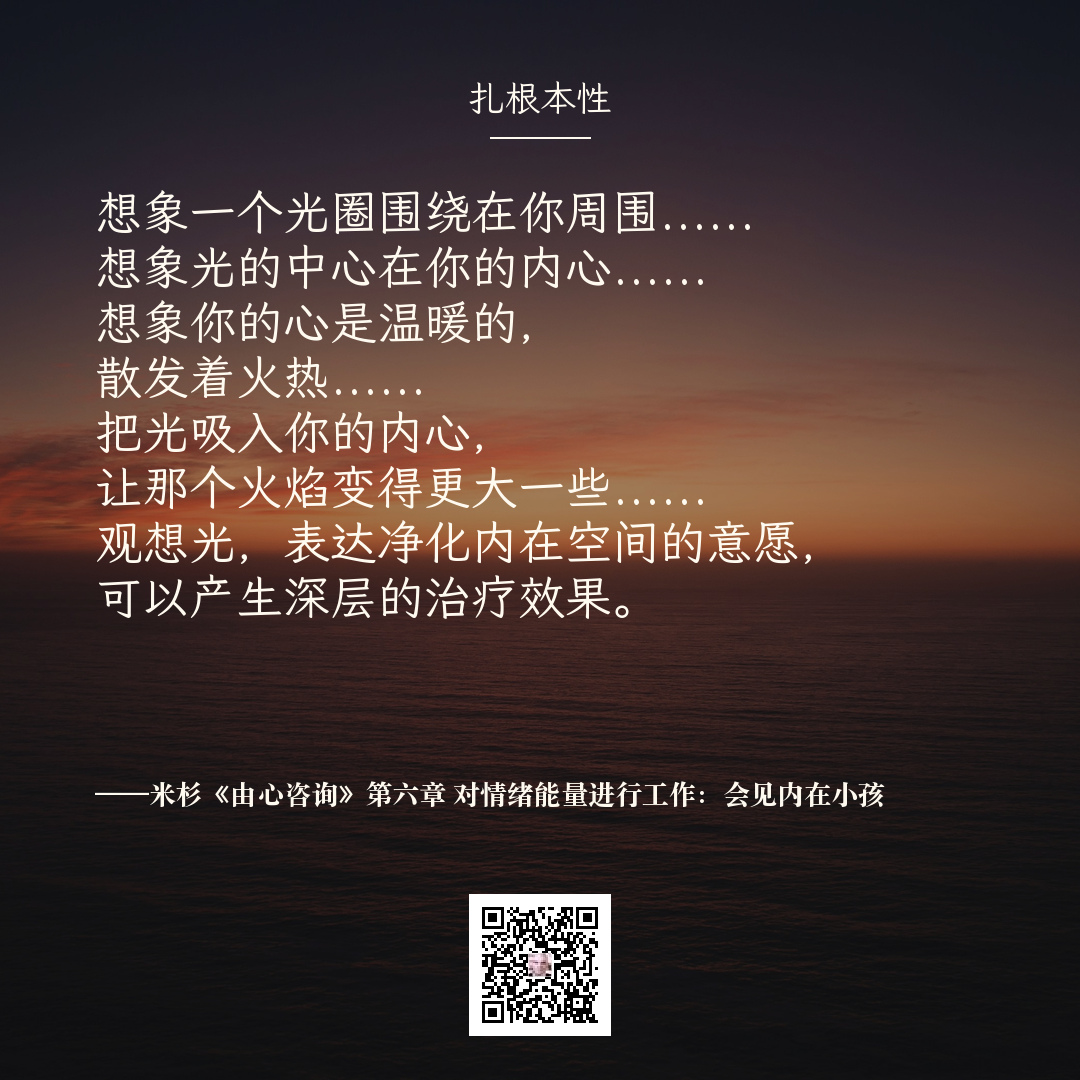 扎根本性
想象一个光圈围绕在你周围……
想象光的中心在你的内心……
想象你的心是温暖的，
散发着火热……
把光吸入你的内心，
让那个火焰变得更大一些……
观想光，表达净化内在空间的意愿，
可以产生深层的治疗效果。
——米杉《由心咨询》第六章 对情绪能量进行工作：会见内在小孩